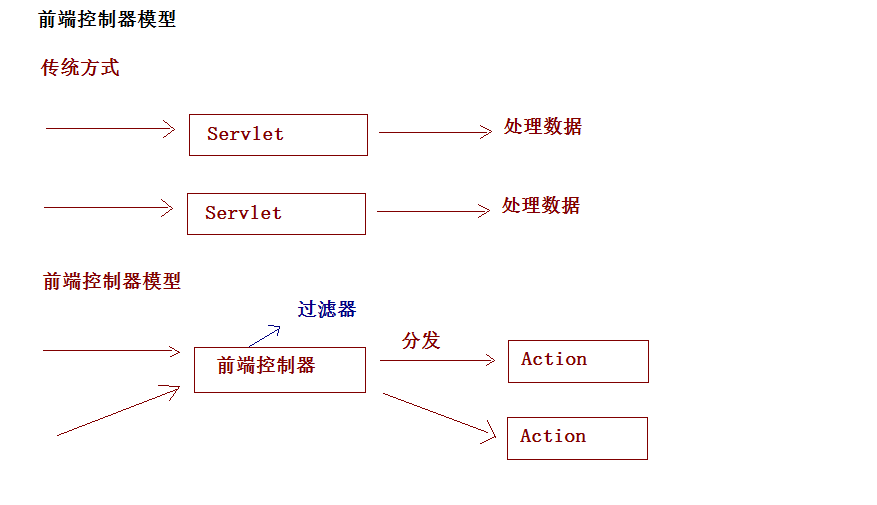 前端控制器模型
传统方式
Servlet
处理数据
Servlet
处理数据
前端控制器模型
过滤器
分发
前端控制器
Action
Action